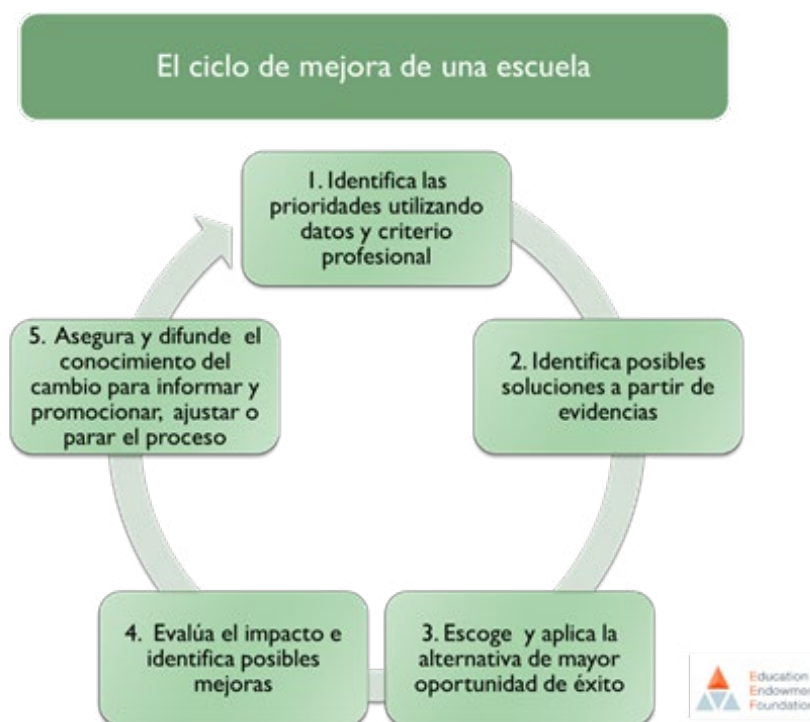 El ciclo de mejora de una escuela
1. Identifica las
prioridades utilizando
datos y criterio
profesional
2. Identifica posibles
soluciones a partir de
evidencias
3. Escoge y aplica la
alternativa de mayor
oportunidad de éxito
4. Evalúa el impacto e
identifica posibles
mejoras
5. Asegura y difunde el
conocimiento del
cambio para informar y
promocionar, ajustar o
parar el proceso
Education
Endowme
Foundation